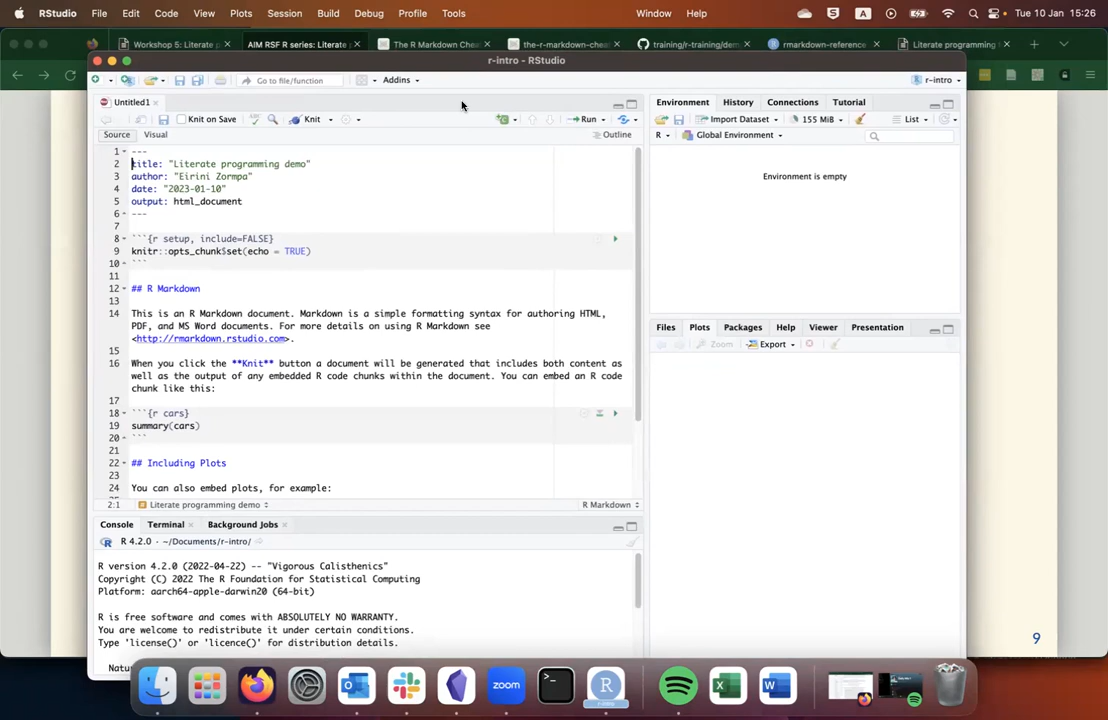 RStudio File Edit Code View Plots Session Build Debug Profile Tools Window Help A Tue 10 Jan 15:26
Workshop 5: Literate p AIM RSF R series: Literate The R Markdown Chea the-r-markdown-chea training/r-training/dem rmarkdown-reference Literate programming
r-intro - RStudio
Go to file/function Addins r-intro
Untitled1
Knit on Save Knit Run
Source Visual Outline
1 ---
2 title: "Literate programming demo"
3 author: "Eirini Zormpa"
4 date: "2023-01-10"
5 output: html_document
6 ---
7
8 ```{r setup, include=FALSE}
9 knitr::opts_chunk$set(echo = TRUE)
10 ```
11
12 ## R Markdown
13
14 This is an R Markdown document. Markdown is a simple formatting syntax for authoring HTML,
PDF, and MS Word documents. For more details on using R Markdown see
<http://rmarkdown.rstudio.com>.
15
16 When you click the **Knit** button a document will be generated that includes both content as
well as the output of any embedded R code chunks within the document. You can embed an R code
chunk like this:
17
18 ```{r cars}
19 summary(cars)
20 ```
21
22 ## Including Plots
23
24 You can also embed plots, for example:
2:1 Literate programming demo R Markdown
Console Terminal Background Jobs
R 4.2.0 · ~/Documents/r-intro/
R version 4.2.0 (2022-04-22) -- "Vigorous Calisthenics"
Copyright (C) 2022 The R Foundation for Statistical Computing
Platform: aarch64-apple-darwin20 (64-bit)
R is free software and comes with ABSOLUTELY NO WARRANTY.
You are welcome to redistribute it under certain conditions.
Type 'license()' or 'licence()' for distribution details.
Natu
Environment History Connections Tutorial
Import Dataset 155 MiB List
R Global Environment
Environment is empty
Files Plots Packages Help Viewer Presentation
Zoom Export
9
zoom
R
r-intro